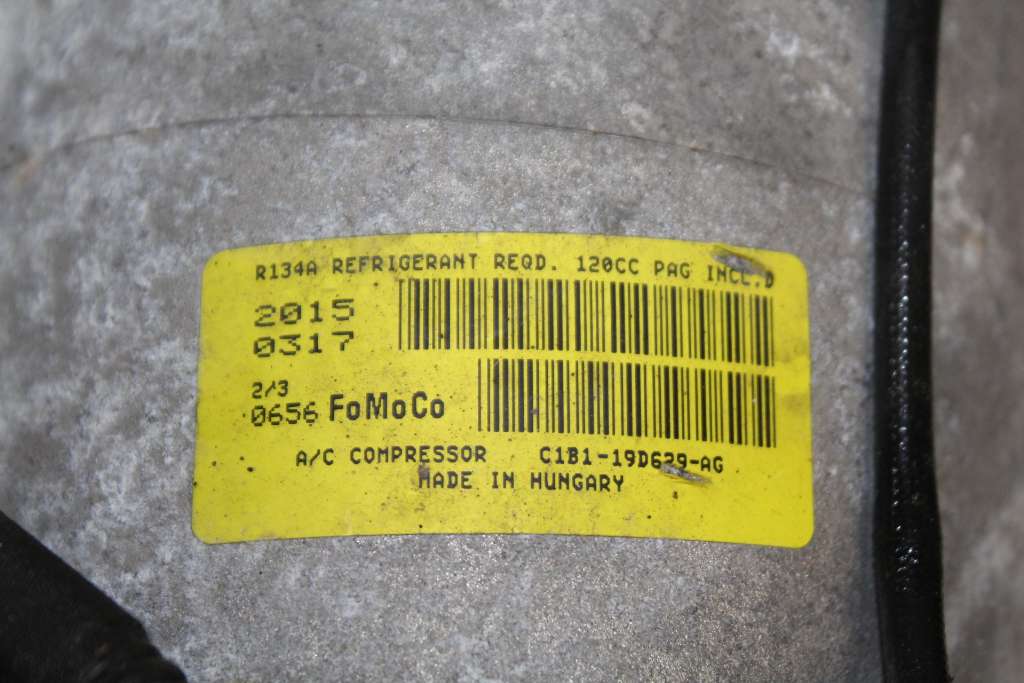 R134A REFRIGERANT REQD. 120CC PAG INCL.D
2015
0317
2/3
0656 FoMoCo
A/C COMPRESSOR C1B1-19D629-AG
MADE IN HUNGARY